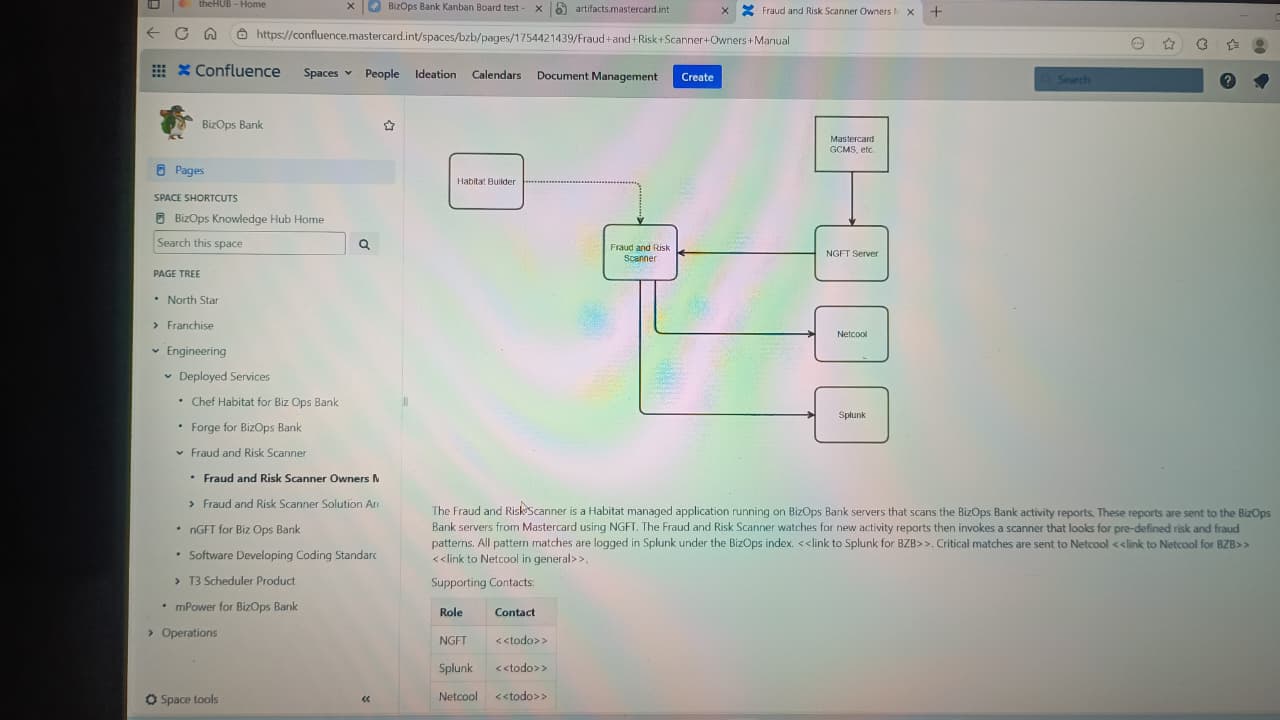 theHUB - Home
BizOps Bank Kanban Board test -
artifacts.mastercard.int
Fraud and Risk Scanner Owners
https://confluence.mastercard.int/spaces/bzb/pages/1754421439/Fraud+and+Risk+Scanner+Owners+Manual
Confluence
Spaces
People
Ideation
Calendars
Document Management
Create
Search
BizOps Bank
Pages
SPACE SHORTCUTS
BizOps Knowledge Hub Home
Search this space
PAGE TREE
North Star
Franchise
Engineering
Deployed Services
Chef Habitat for Biz Ops Bank
Forge for BizOps Bank
Fraud and Risk Scanner
Fraud and Risk Scanner Owners M
Fraud and Risk Scanner Solution Arc
nGFT for Biz Ops Bank
Software Developing Coding Standard
T3 Scheduler Product
mPower for BizOps Bank
Operations
Space tools
Mastercard
GCMS, etc.
Habitat Builder
Fraud and Risk
Scanner
NGFT Server
Netcool
Splunk
The Fraud and Risk Scanner is a Habitat managed application running on BizOps Bank servers that scans the BizOps Bank activity reports. These reports are sent to the BizOps
Bank servers from Mastercard using NGFT. The Fraud and Risk Scanner watches for new activity reports then invokes a scanner that looks for pre-defined risk and fraud
patterns. All pattern matches are logged in Splunk under the BizOps index. <<link to Splunk for BZB>>. Critical matches are sent to Netcool <<link to Netcool for BZB>>
<<link to Netcool in general>>.
Supporting Contacts:
Role Contact
NGFT <<todo>>
Splunk <<todo>>
Netcool <<todo>>